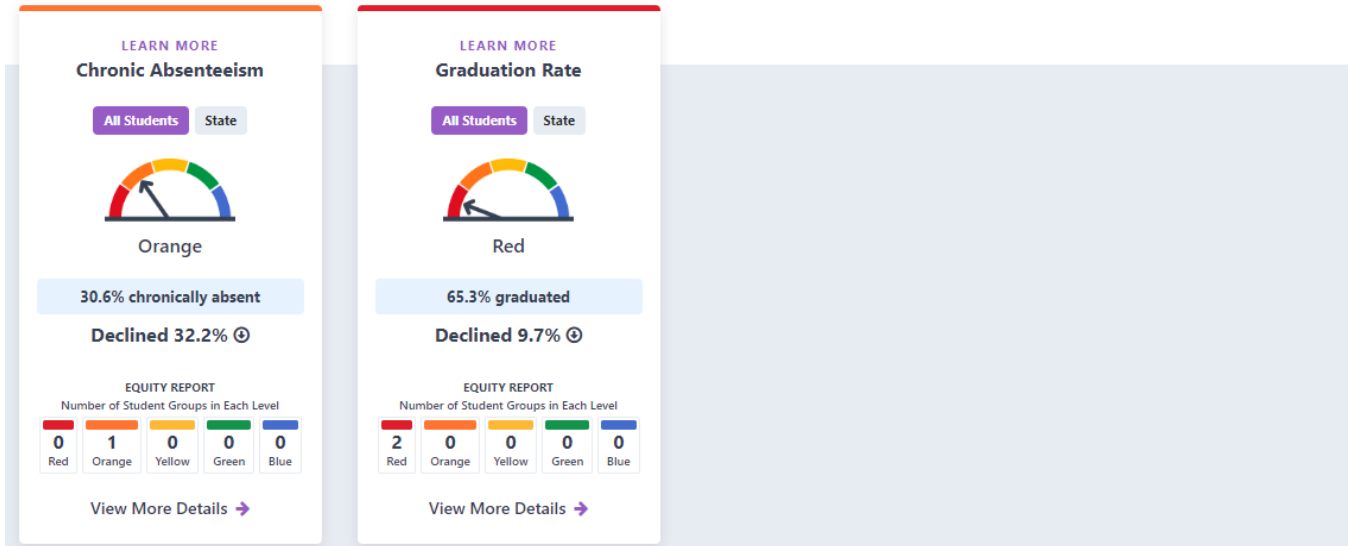 LEARN MORE
Chronic Absenteeism
All Students State
Orange
30.6% chronically absent
Declined 32.2%
EQUITY REPORT
Number of Student Groups in Each Level
0 1 0 0 0
Red Orange Yellow Green Blue
View More Details
LEARN MORE
Graduation Rate
All Students State
Red
65.3% graduated
Declined 9.7%
EQUITY REPORT
Number of Student Groups in Each Level
2 0 0 0 0
Red Orange Yellow Green Blue
View More Details